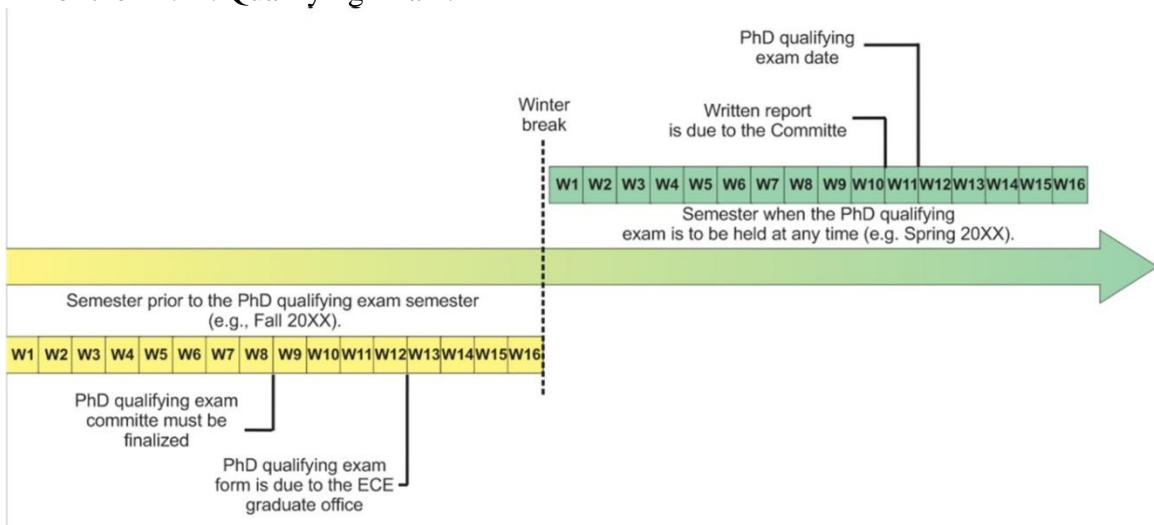 PhD qualifying
exam date
Winter
break
Written report
is due to the Committe
W1 W2 W3 W4 W5 W6 W7 W8 W9 W10 W11 W12 W13 W14 W15 W16
Semester when the PhD qualifying
exam is to be held at any time (e.g. Spring 20XX).
Semester prior to the PhD qualifying exam semester
(e.g., Fall 20XX).
W1 W2 W3 W4 W5 W6 W7 W8 W9 W10 W11 W12 W13 W14 W15 W16
PhD qualifying exam
committe must be
finalized
PhD qualifying exam
form is due to the ECE
graduate office